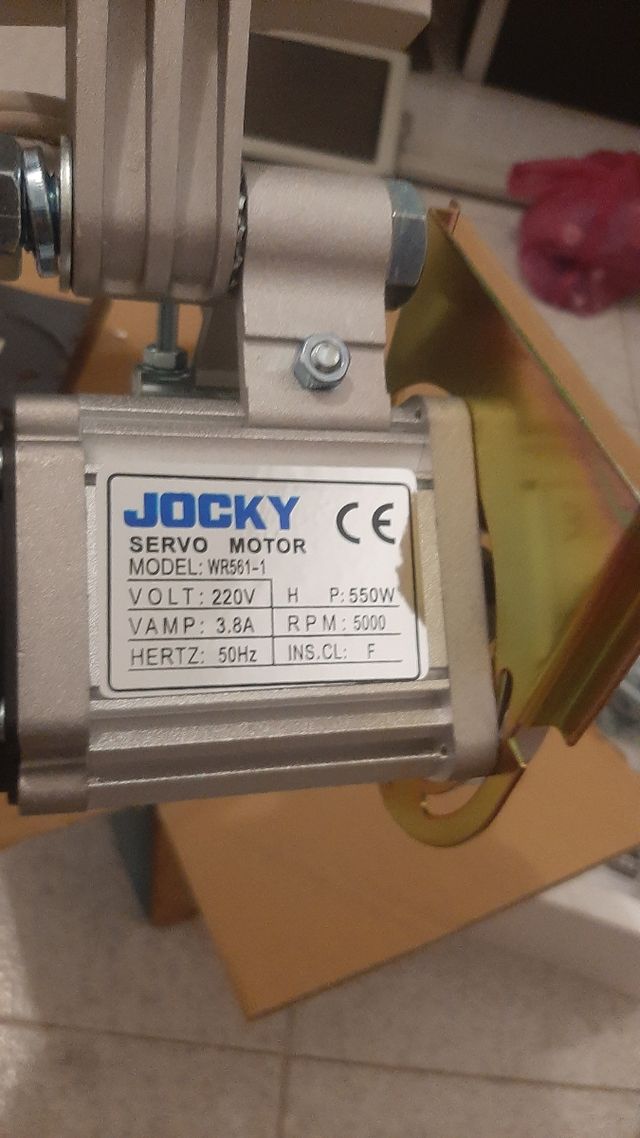 JOCKY CE
SERVO MOTOR
MODEL: WR561-1
VOLT: 220V H P: 550W
VAMP: 3.8A RPM: 5000
HERTZ: 50Hz INS.CL: F